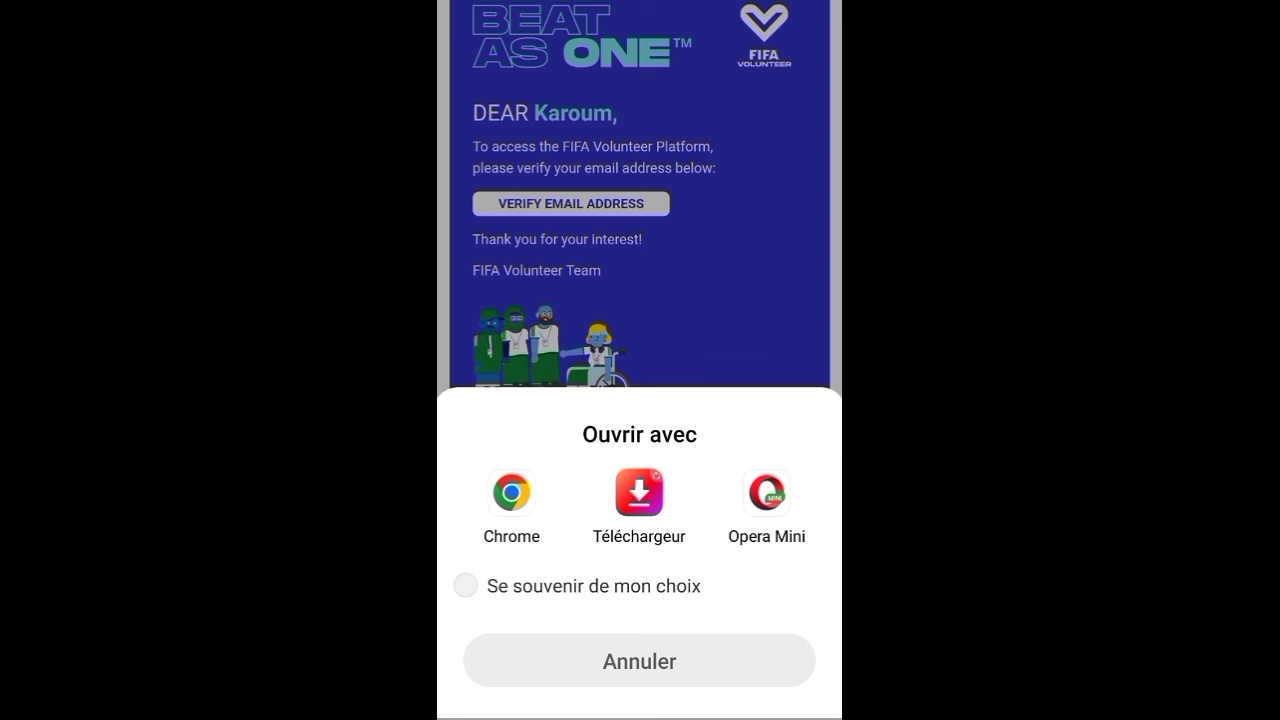 BEAT
AS ONE™
FIFA
VOLUNTEER
DEAR Karoum,
To access the FIFA Volunteer Platform,
please verify your email address below:
VERIFY EMAIL ADDRESS
Thank you for your interest!
FIFA Volunteer Team
Ouvrir avec
Chrome
Téléchargeur
MINI
Opera Mini
Se souvenir de mon choix
Annuler